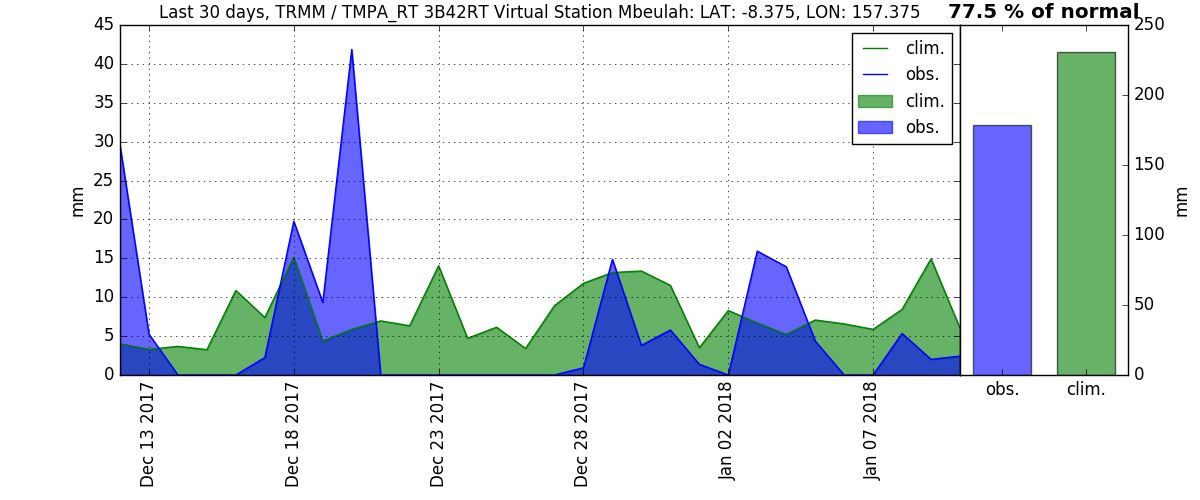 Last 30 days, TRMM / TMPA_RT 3B42RT Virtual Station Mbeulah: LAT: -8.375, LON: 157.375
77.5 % of normal
45
40
35
30
25
20
15
10
5
0
mm
clim.
obs.
clim.
obs.
Dec 13 2017
Dec 18 2017
Dec 23 2017
Dec 28 2017
Jan 02 2018
Jan 07 2018
250
200
150
100
50
0
mm
obs.
clim.